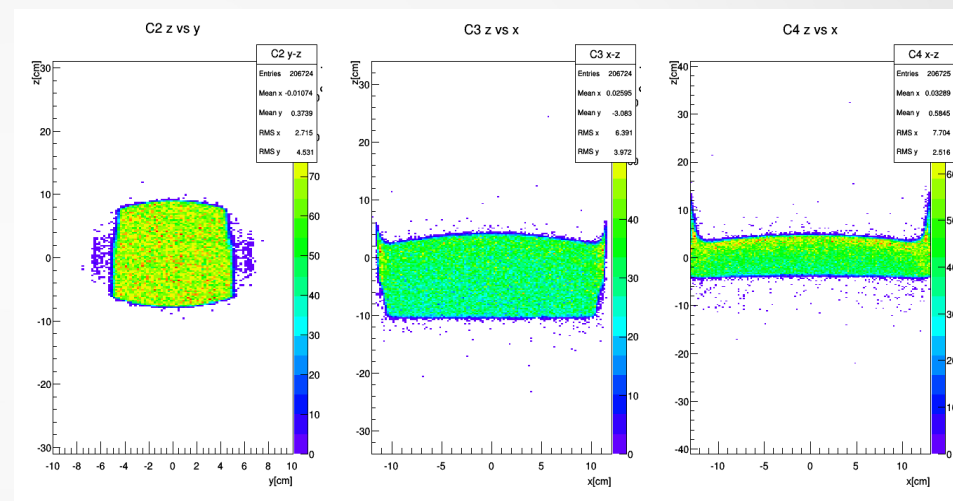 C2 z vs y
C2 y-z
Entries 206724
Mean x -0.01074
Mean y 0.3739
RMS x 2.715
RMS y 4.531
z[cm]
30
20
10
0
-10
-20
-30
-10 -8 -6 -4 -2 0 2 4 6 8 10
y[cm]
70
60
50
40
30
20
10
0
C3 z vs x
C3 x-z
Entries 206724
Mean x 0.02595
Mean y -3.083
RMS x 6.391
RMS y 3.972
z[cm]
30
20
10
0
-10
-20
-30
-10 -5 0 5 10
x[cm]
40
30
20
10
0
C4 z vs x
C4 x-z
Entries 206725
Mean x 0.03289
Mean y 0.5845
RMS x 7.704
RMS y 2.516
z[cm]
40
30
20
10
0
-10
-20
-30
-40
-10 -5 0 5 10
x[cm]